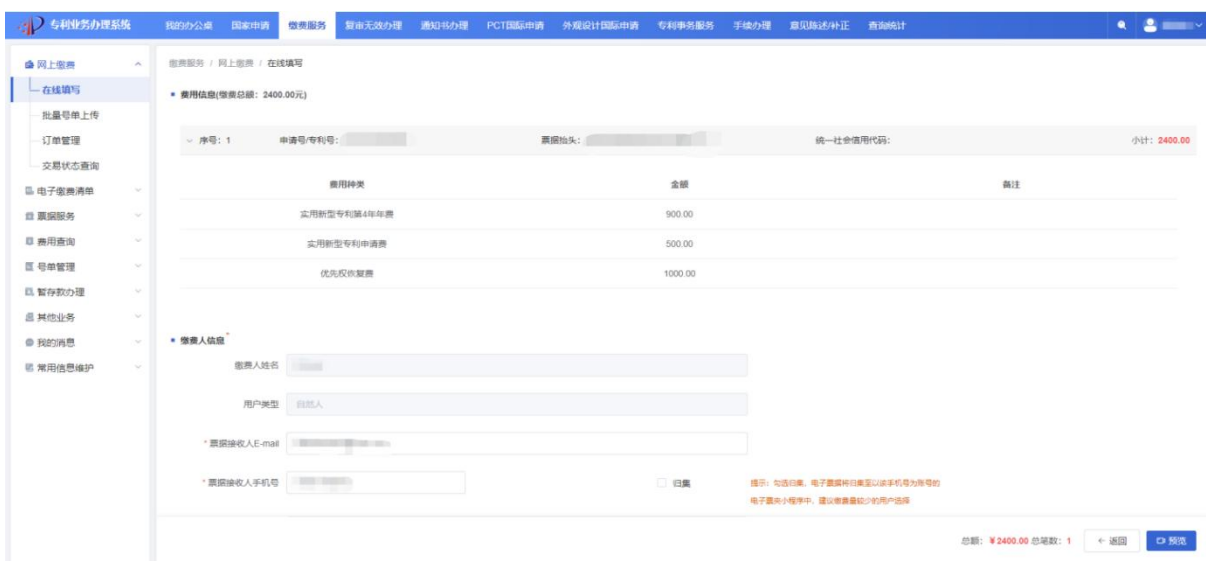 专利业务办理系统 我的办公桌 国家申请 缴费服务 复审无效办理 通知书办理 PCT国际申请 外观设计国际申请 专利事务服务 手续办理 意见陈述/补正 查询统计
网上缴费
在线填写
批量号单上传
订单管理
交易状态查询
电子缴费清单
票据服务
费用查询
号单管理
暂存款办理
其他业务
我的消息
常用信息维护
缴费服务 / 网上缴费 / 在线填写
费用信息(缴费总额：2400.00元)
序号：1 申请号/专利号： 票据抬头： 统一社会信用代码： 小计：2400.00
费用种类 金额 备注
实用新型专利第4年年费 900.00
实用新型专利申请费 500.00
优先权恢复费 1000.00
缴费人信息*
缴费人姓名
用户类型 自然人
*票据接收人E-mail
*票据接收人手机号 归集 提示：勾选归集，电子票据将归集至以该手机号为账号的
电子票夹小程序中，建议缴费量较少的用户选择
总额：￥2400.00 总笔数：1 ← 返回 预览